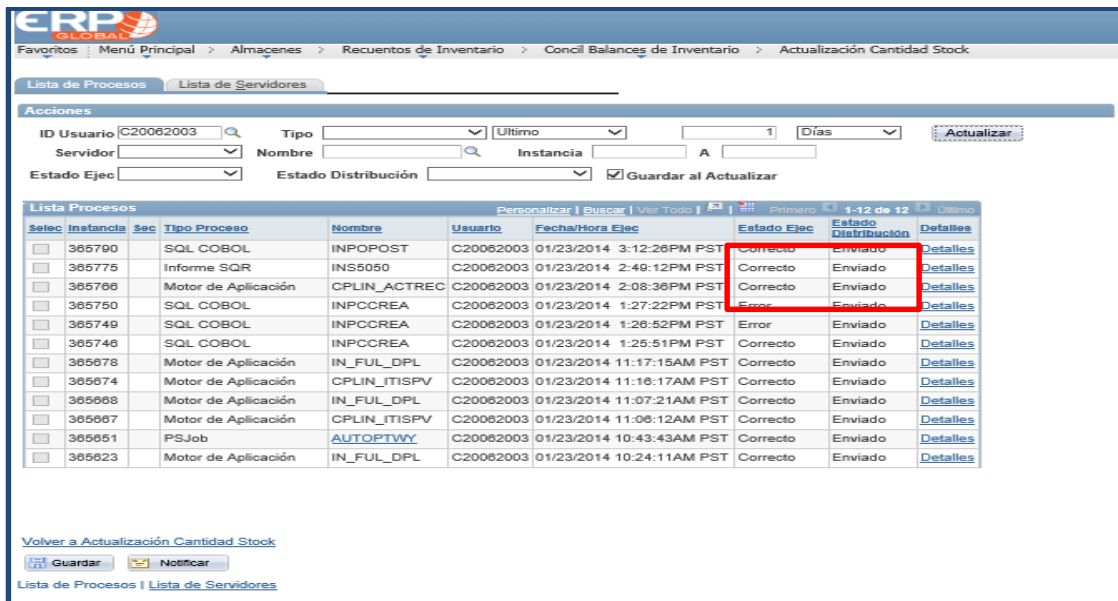 ERP
GLOBAL
Favoritos Menú Principal > Almacenes > Recuentos de Inventario > Concil Balances de Inventario > Actualización Cantidad Stock
Lista de Procesos Lista de Servidores
Acciones
ID Usuario C20062003 Tipo Ultimo 1 Días Actualizar
Servidor Nombre Instancia A
Estado Ejec Estado Distribución Guardar al Actualizar
Lista Procesos Personalizar | Buscar | Ver Todo | | Primero 1-12 de 12 Último
Selec Instancia Sec Tipo Proceso Nombre Usuario Fecha/Hora Ejec Estado Ejec Estado Distribución Detalles
365790 SQL COBOL INPOPOST C20062003 01/23/2014 3:12:26PM PST Correcto Enviado Detalles
365775 Informe SQR INS5050 C20062003 01/23/2014 2:49:12PM PST Correcto Enviado Detalles
365766 Motor de Aplicación CPLIN_ACTREC C20062003 01/23/2014 2:08:36PM PST Correcto Enviado Detalles
365750 SQL COBOL INPCCREA C20062003 01/23/2014 1:27:22PM PST Error Enviado Detalles
365749 SQL COBOL INPCCREA C20062003 01/23/2014 1:26:52PM PST Error Enviado Detalles
365746 SQL COBOL INPCCREA C20062003 01/23/2014 1:25:51PM PST Correcto Enviado Detalles
365678 Motor de Aplicación IN_FUL_DPL C20062003 01/23/2014 11:17:15AM PST Correcto Enviado Detalles
365674 Motor de Aplicación CPLIN_ITISPV C20062003 01/23/2014 11:16:17AM PST Correcto Enviado Detalles
365668 Motor de Aplicación IN_FUL_DPL C20062003 01/23/2014 11:07:21AM PST Correcto Enviado Detalles
365667 Motor de Aplicación CPLIN_ITISPV C20062003 01/23/2014 11:06:12AM PST Correcto Enviado Detalles
365651 PSJob AUTOPTWY C20062003 01/23/2014 10:43:43AM PST Correcto Enviado Detalles
365623 Motor de Aplicación IN_FUL_DPL C20062003 01/23/2014 10:24:11AM PST Correcto Enviado Detalles
Volver a Actualización Cantidad Stock
Guardar Notificar
Lista de Procesos | Lista de Servidores